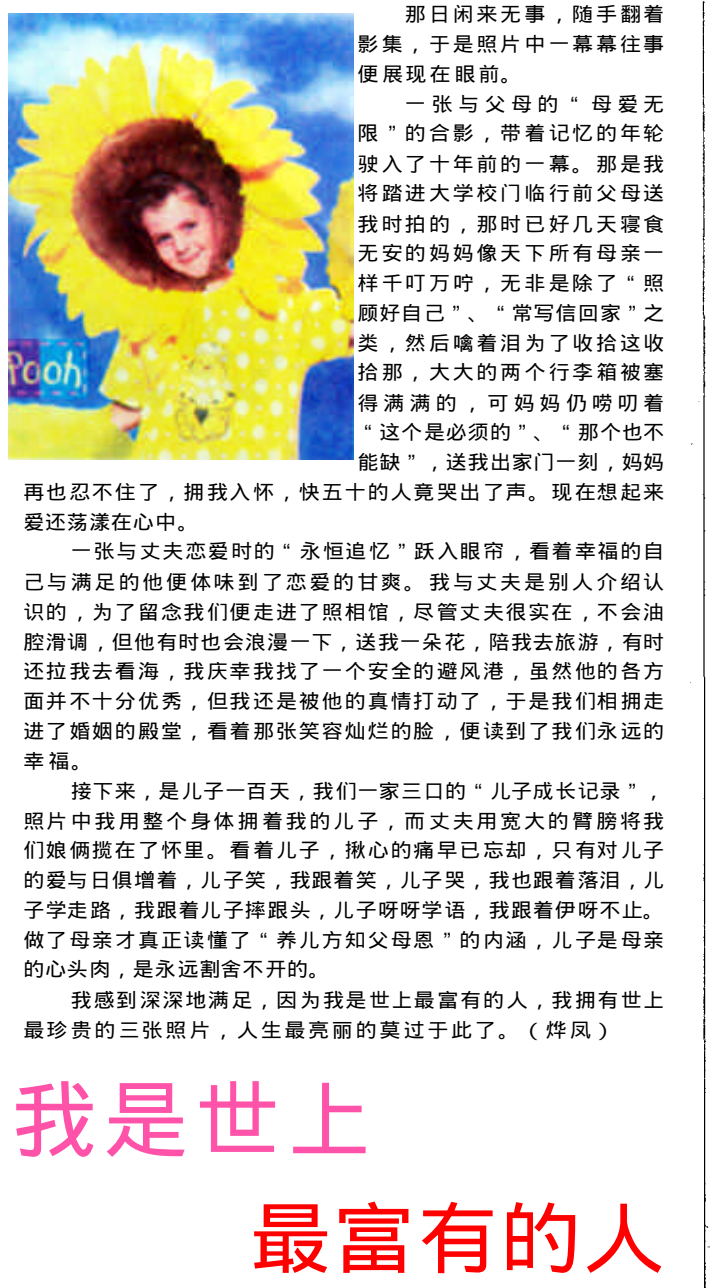 那日闲来无事，随手翻着
影集，于是照片中一幕幕往事
便展现在眼前。
一张与父母的“母爱无
限”的合影，带着记忆的年轮
驶入了十年前的一幕。那是我
将踏进大学校门临行前父母送
我时拍的，那时已好几天寝食
无安的妈妈像天下所有母亲一
样千叮万咛，无非是除了“照
顾好自己”、“常写信回家”之
类，然后噙着泪为了收拾这收
拾那，大大的两个行李箱被塞
得满满的，可妈妈仍唠叨着
“这个是必须的”、“那个也不
能缺”，送我出家门一刻，妈妈
再也忍不住了，拥我入怀，快五十的人竟哭出了声。现在想起来
爱还荡漾在心中。
一张与丈夫恋爱时的“永恒追忆”跃入眼帘，看着幸福的自
己与满足的他便体味到了恋爱的甘爽。我与丈夫是别人介绍认
识的，为了留念我们便走进了照相馆，尽管丈夫很实在，不会油
腔滑调，但他有时也会浪漫一下，送我一朵花，陪我去旅游，有时
还拉我去看海，我庆幸我找了一个安全的避风港，虽然他的各方
面并不十分优秀，但我还是被他的真情打动了，于是我们相拥走
进了婚姻的殿堂，看着那张笑容灿烂的脸，便读到了我们永远的
幸福。
接下来，是儿子一百天，我们一家三口的“儿子成长记录”，
照片中我用整个身体拥着我的儿子，而丈夫用宽大的臂膀将我
们娘俩揽在了怀里。看着儿子，揪心的痛早已忘却，只有对儿子
的爱与日俱增着，儿子笑，我跟着笑，儿子哭，我也跟着落泪，儿
子学走路，我跟着儿子摔跟头，儿子呀呀学语，我跟着伊呀不止。
做了母亲才真正读懂了“养儿方知父母恩”的内涵，儿子是母亲
的心头肉，是永远割舍不开的。
我感到深深地满足，因为我是世上最富有的人，我拥有世上
最珍贵的三张照片，人生最亮丽的莫过于此了。（烨凤）
Pooh
我是世上
最富有的人